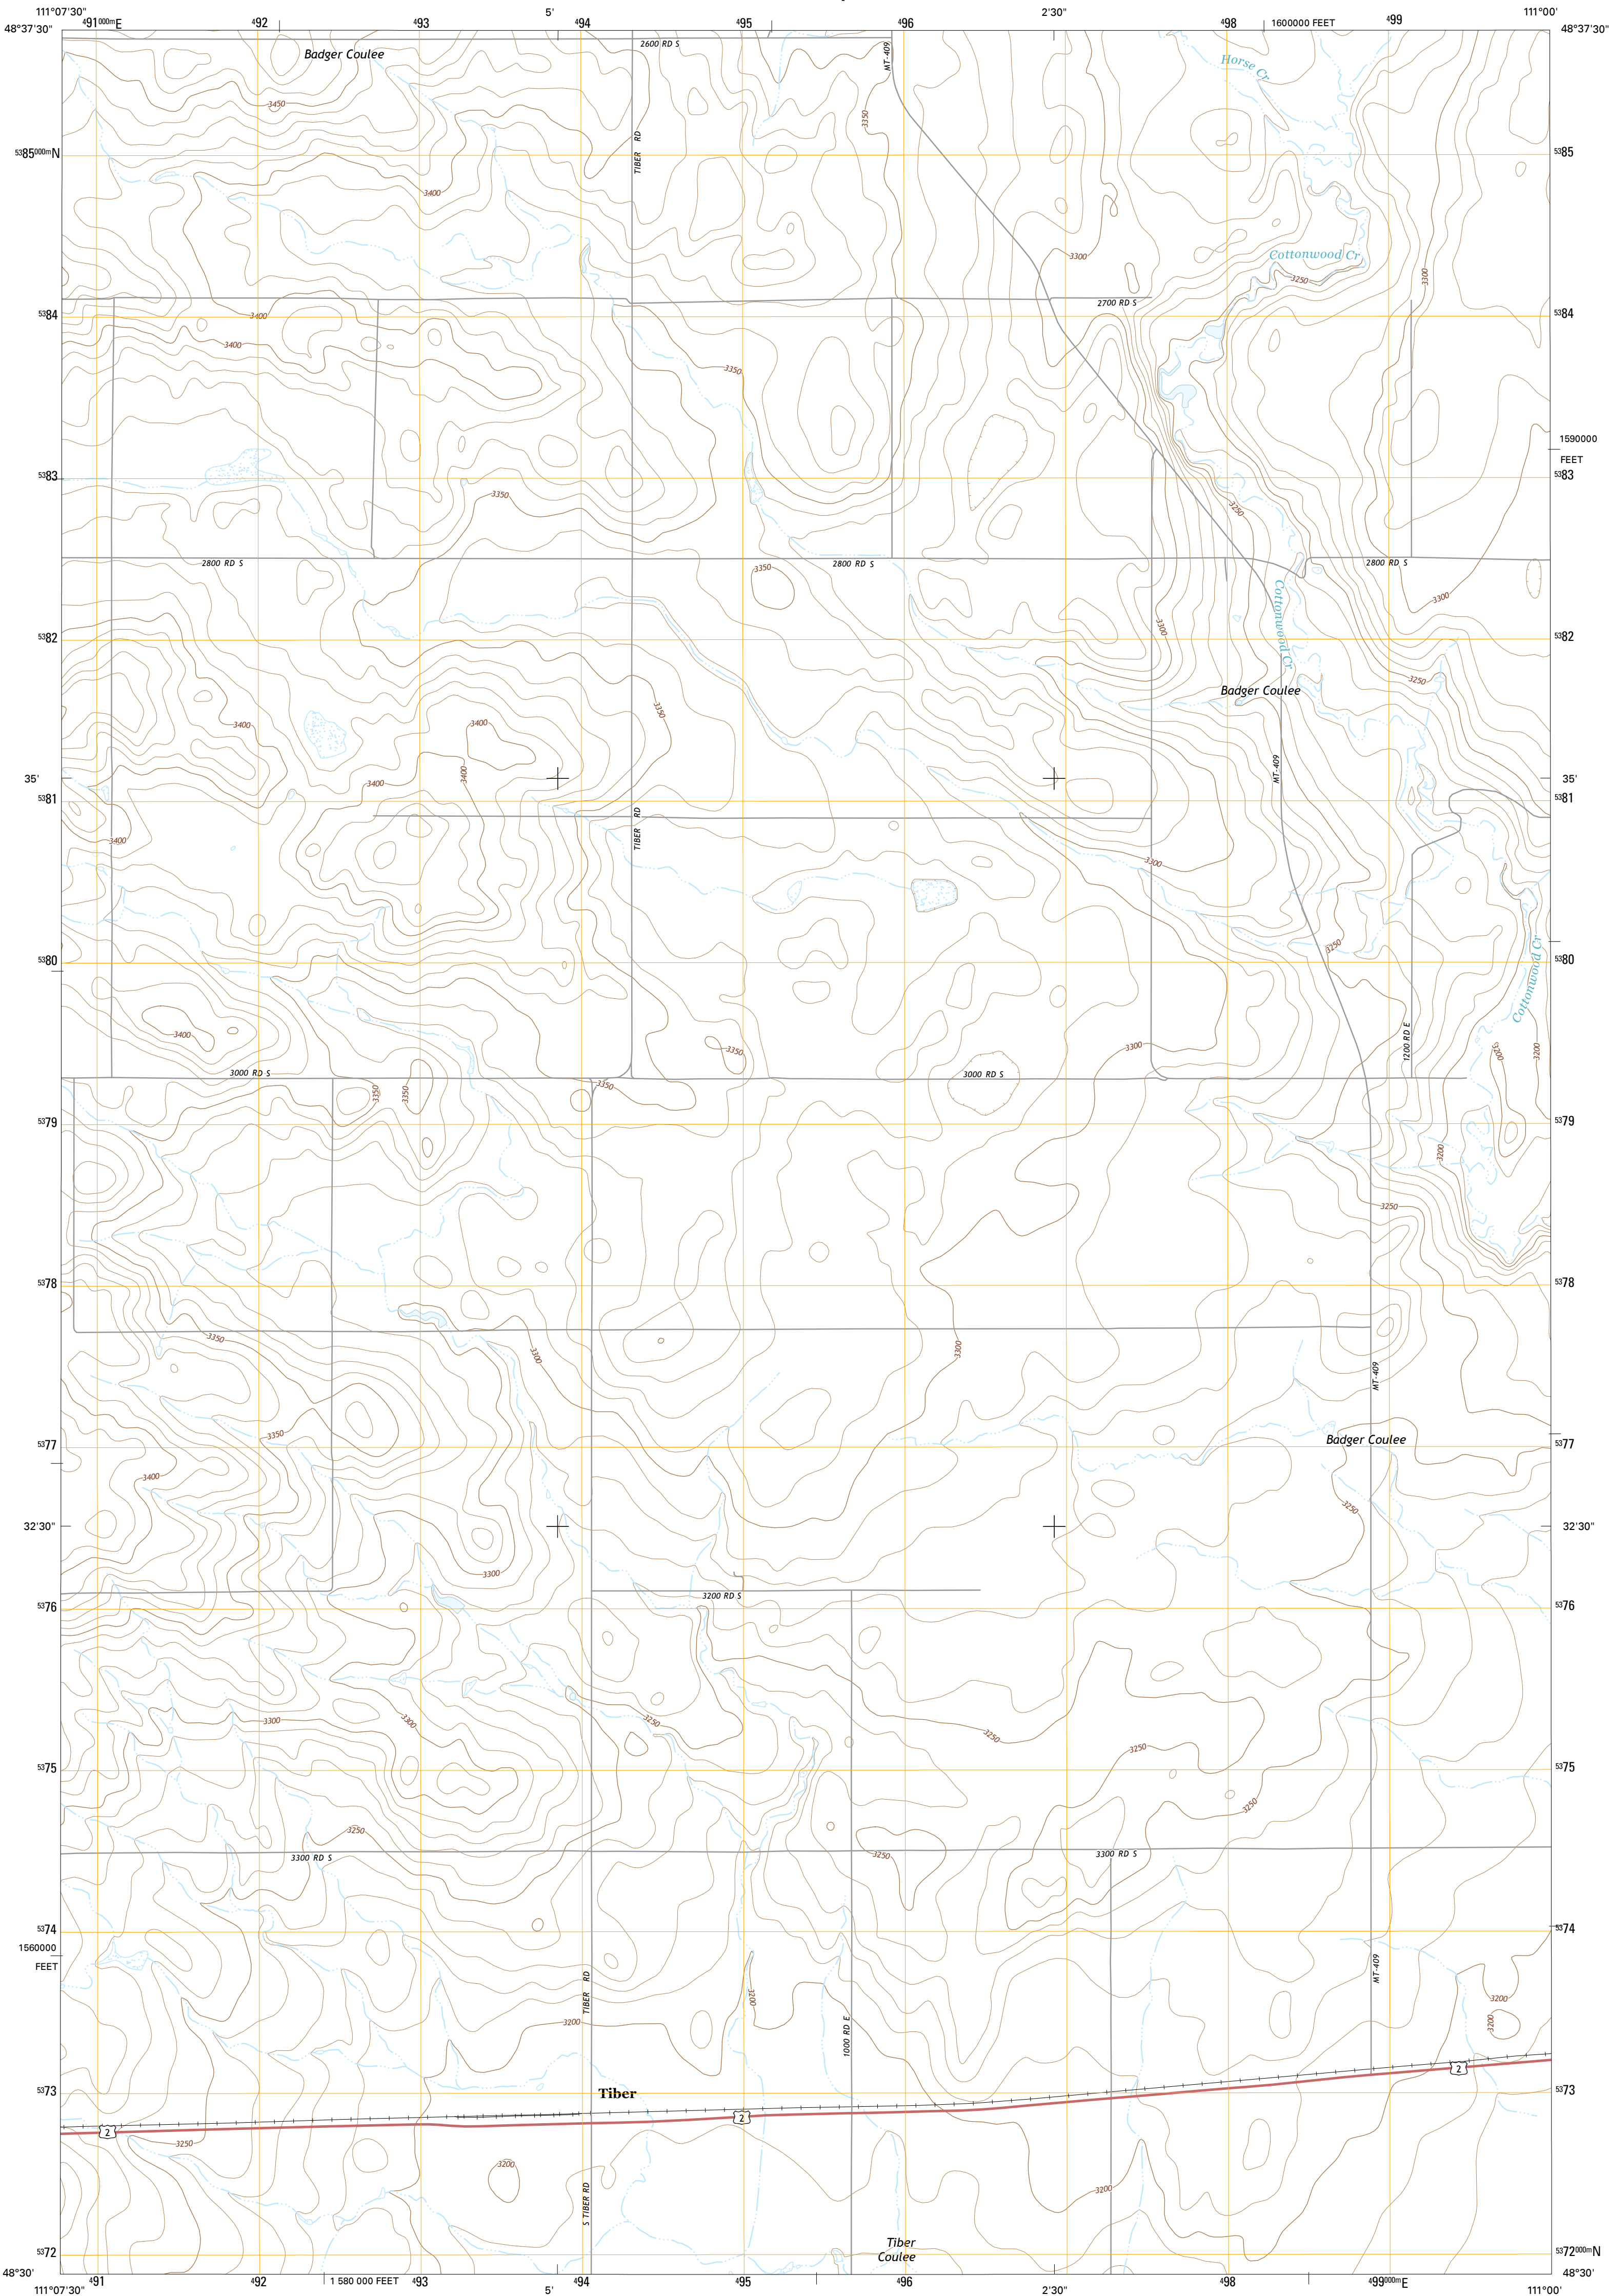 111°07'30" 5' 2'30" 111°00'
⁴91⁰⁰⁰ᵐE ⁴92 ⁴93 ⁴94 ⁴95 ⁴96 ⁴98 1600000 FEET ⁴99
48°37'30" 48°37'30"
2600 RD S
MT-409
Badger Coulee
Horse Cr
3450
3350
TIBER RD
⁵³85⁰⁰⁰ᵐN ⁵³85
3400
3300
Cottonwood Cr
3250
3300
2700 RD S
⁵³84 ⁵³84
3400
3400
3350
1590000
FEET
⁵³83 ⁵³83
3350
3250
2800 RD S 2800 RD S 2800 RD S
3350
3300
3300
⁵³82 ⁵³82
Cottonwood Cr
3250
Badger Coulee
3350
3400
3400
MT-409
3400
3400
35' 35'
⁵³81 ⁵³81
TIBER RD
3400
3300
3250
⁵³80 ⁵³80
Cottonwood Cr
3400
1200 RD E
3350
3300
3200
3200
3000 RD S 3000 RD S
3350
3350
3350
⁵³79 ⁵³79
3200
3250
⁵³78 ⁵³78
3350
3300
3300
MT-409
3350
Badger Coulee
⁵³77 ⁵³77
3400
3250
32'30" 32'30"
3300
3200 RD S
⁵³76 ⁵³76
3300
3300
3250
3250
3250
⁵³75 ⁵³75
3250
3250
3300 RD S 3300 RD S
3250
⁵³74 ⁵³74
1560000
FEET
MT-409
TIBER RD
3200
3200
3200
3200
1000 RD E
2
Tiber
⁵³73 ⁵³73
2
2
3250
3200
3200
S TIBER RD
Tiber
Coulee
⁵³72 ⁵³72⁰⁰⁰ᵐN
48°30' 48°30'
⁴91 ⁴92 1 580 000 FEET ⁴93 ⁴94 ⁴95 ⁴96 ⁴98 ⁴99⁰⁰⁰ᵐE
111°07'30" 5' 2'30" 111°00'